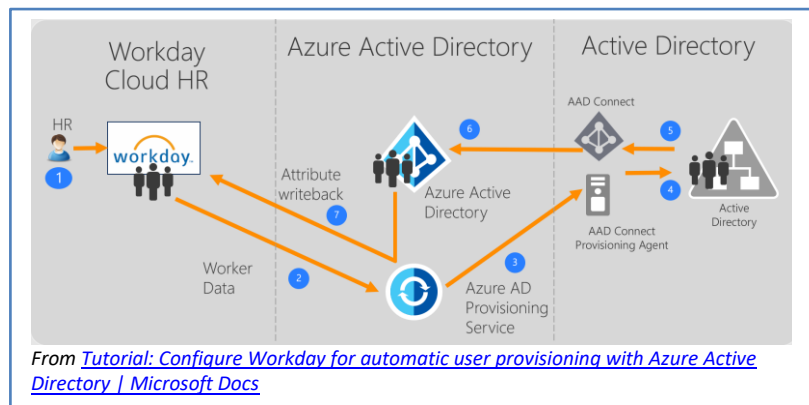 Workday
Cloud HR
Azure Active Directory
Active Directory
HR
1
workday
2
Worker
Data
Attribute
writeback
7
6
Azure Active
Directory
3
Azure AD
Provisioning
Service
AAD Connect
5
4
AAD Connect
Provisioning Agent
Active
Directory
From Tutorial: Configure Workday for automatic user provisioning with Azure Active
Directory | Microsoft Docs